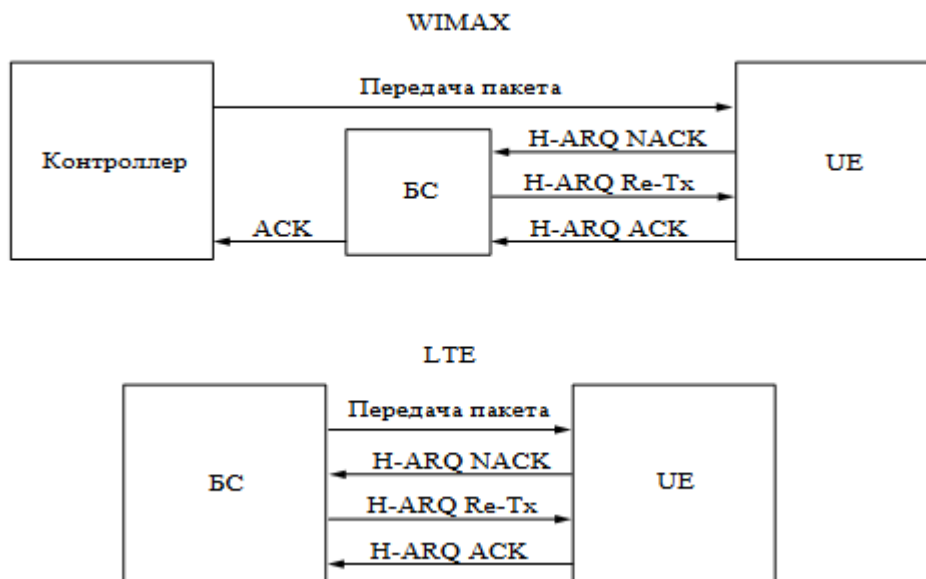 WIMAX
Передача пакета
Контроллер
H-ARQ NACK
БС
H-ARQ Re-Tx
UE
ACK
H-ARQ ACK
LTE
Передача пакета
БС
H-ARQ NACK
UE
H-ARQ Re-Tx
H-ARQ ACK